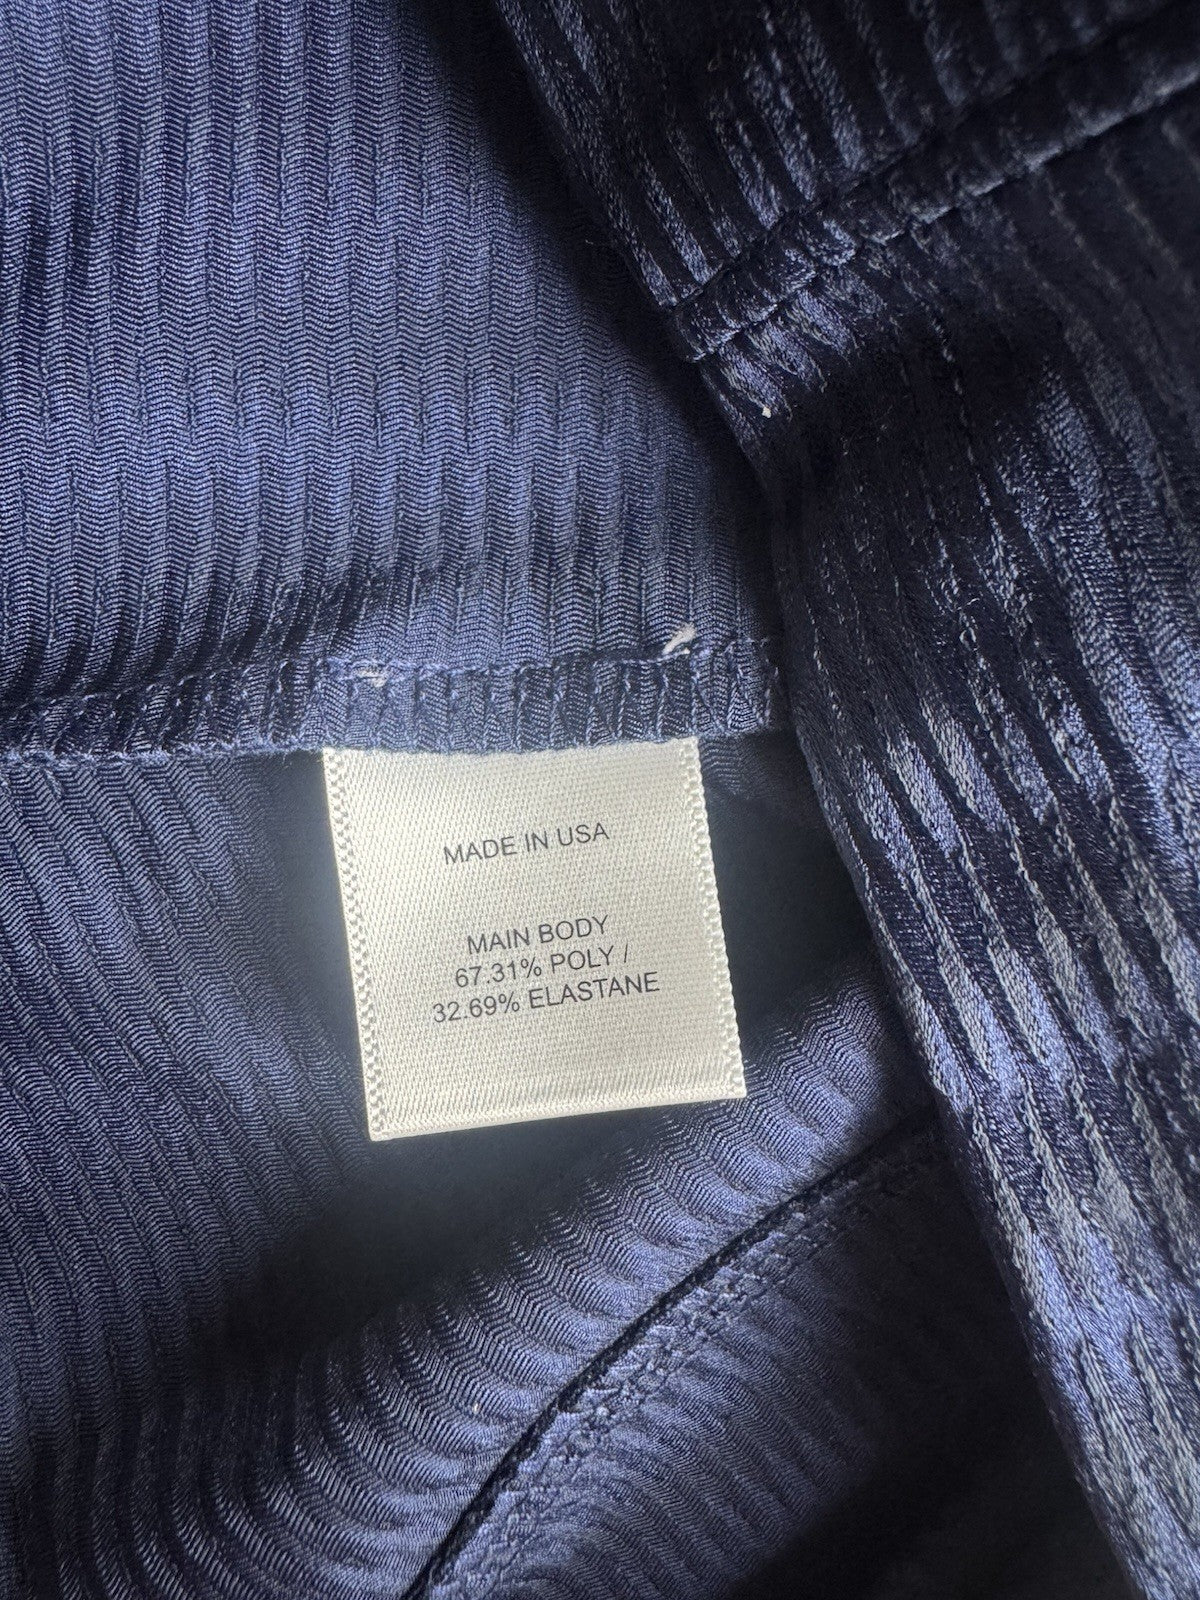 MADE IN USA
MAIN BODY
67.31% POLY /
32.69% ELASTANE